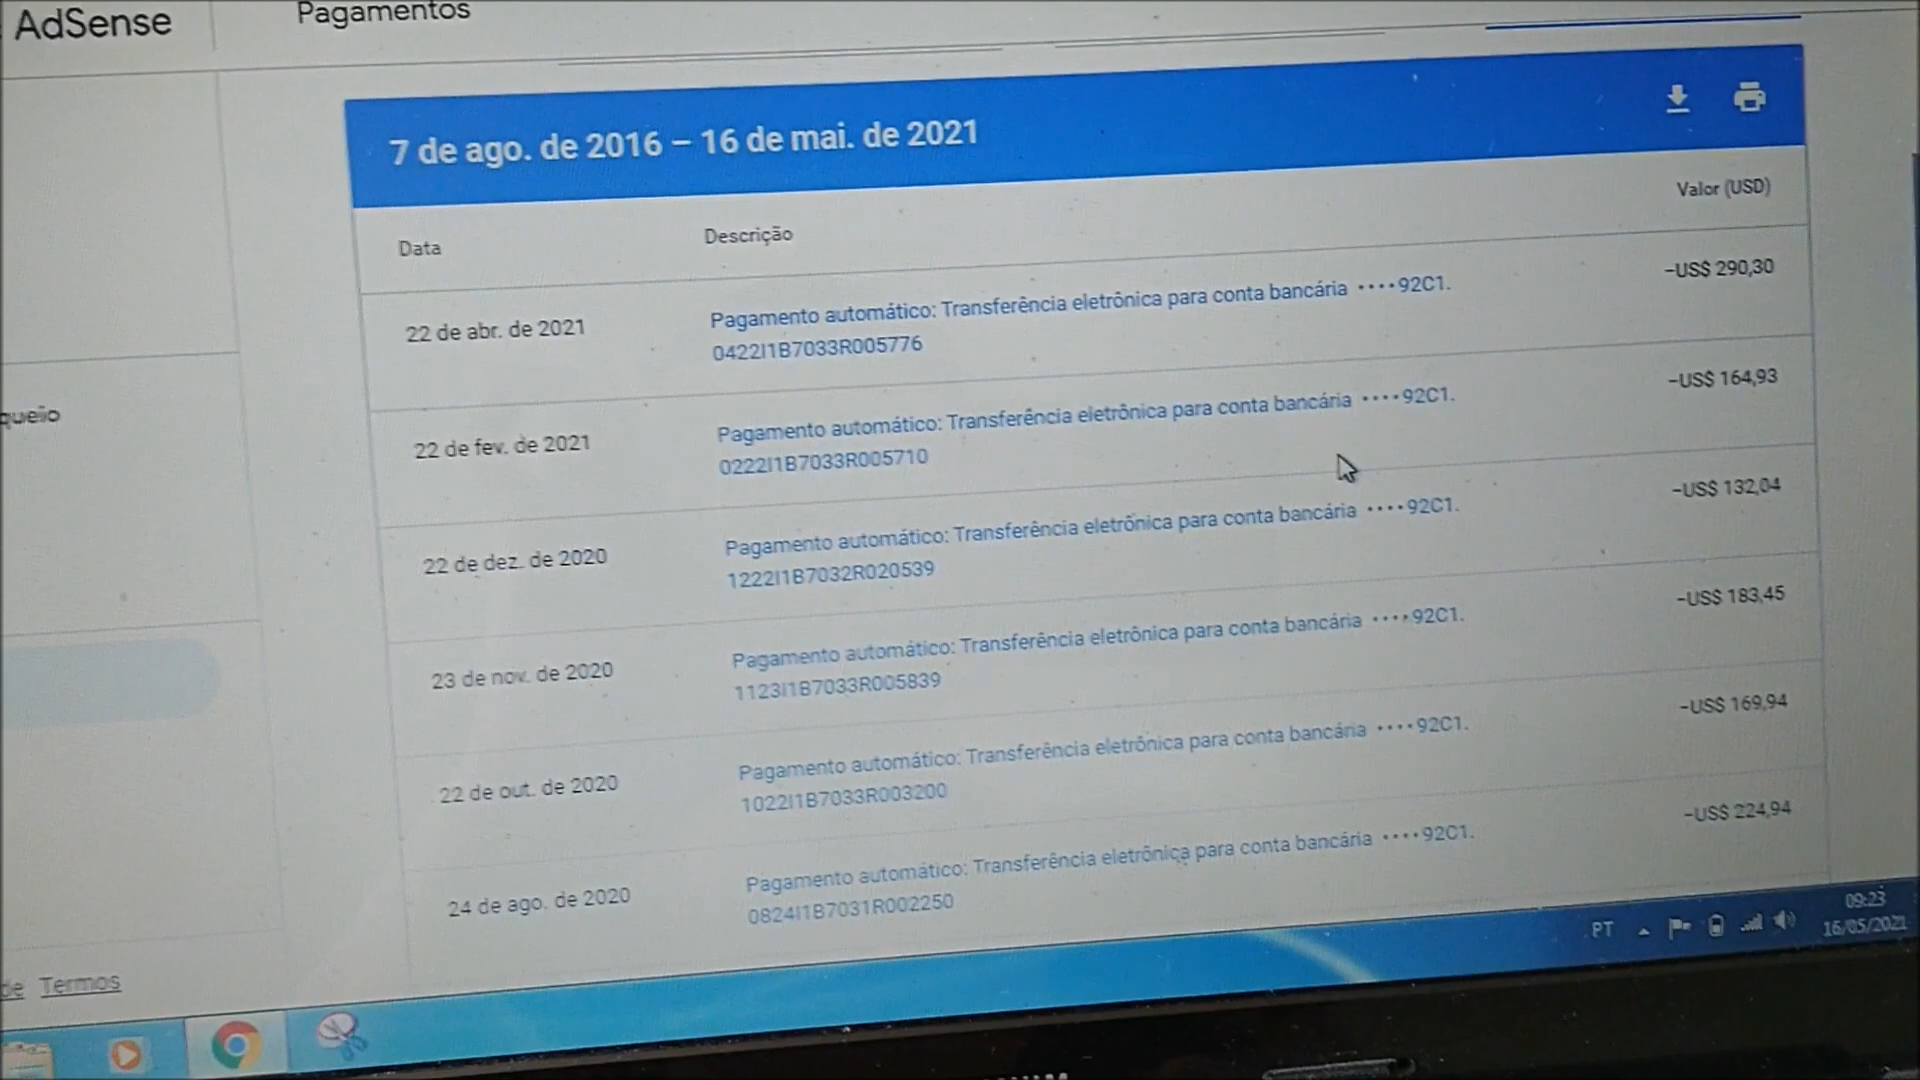 AdSense
Pagamentos
7 de ago. de 2016 – 16 de mai. de 2021
Data
Descrição
Valor (USD)
22 de abr. de 2021
Pagamento automático: Transferência eletrônica para conta bancária ••••92C1.
0422I1B7033R005776
-US$ 290,30
22 de fev. de 2021
Pagamento automático: Transferência eletrônica para conta bancária ••••92C1.
0222I1B7033R005710
-US$ 164,93
22 de dez. de 2020
Pagamento automático: Transferência eletrônica para conta bancária ••••92C1.
1222I1B7032R020539
-US$ 132,04
23 de nov. de 2020
Pagamento automático: Transferência eletrônica para conta bancária ••••92C1.
1123I1B7033R005839
-US$ 183,45
22 de out. de 2020
Pagamento automático: Transferência eletrônica para conta bancária ••••92C1.
1022I1B7033R003200
-US$ 169,94
24 de ago. de 2020
Pagamento automático: Transferência eletrônica para conta bancária ••••92C1.
0824I1B7031R002250
-US$ 224,94
queio
de Termos
PT
09:23
16/05/2021